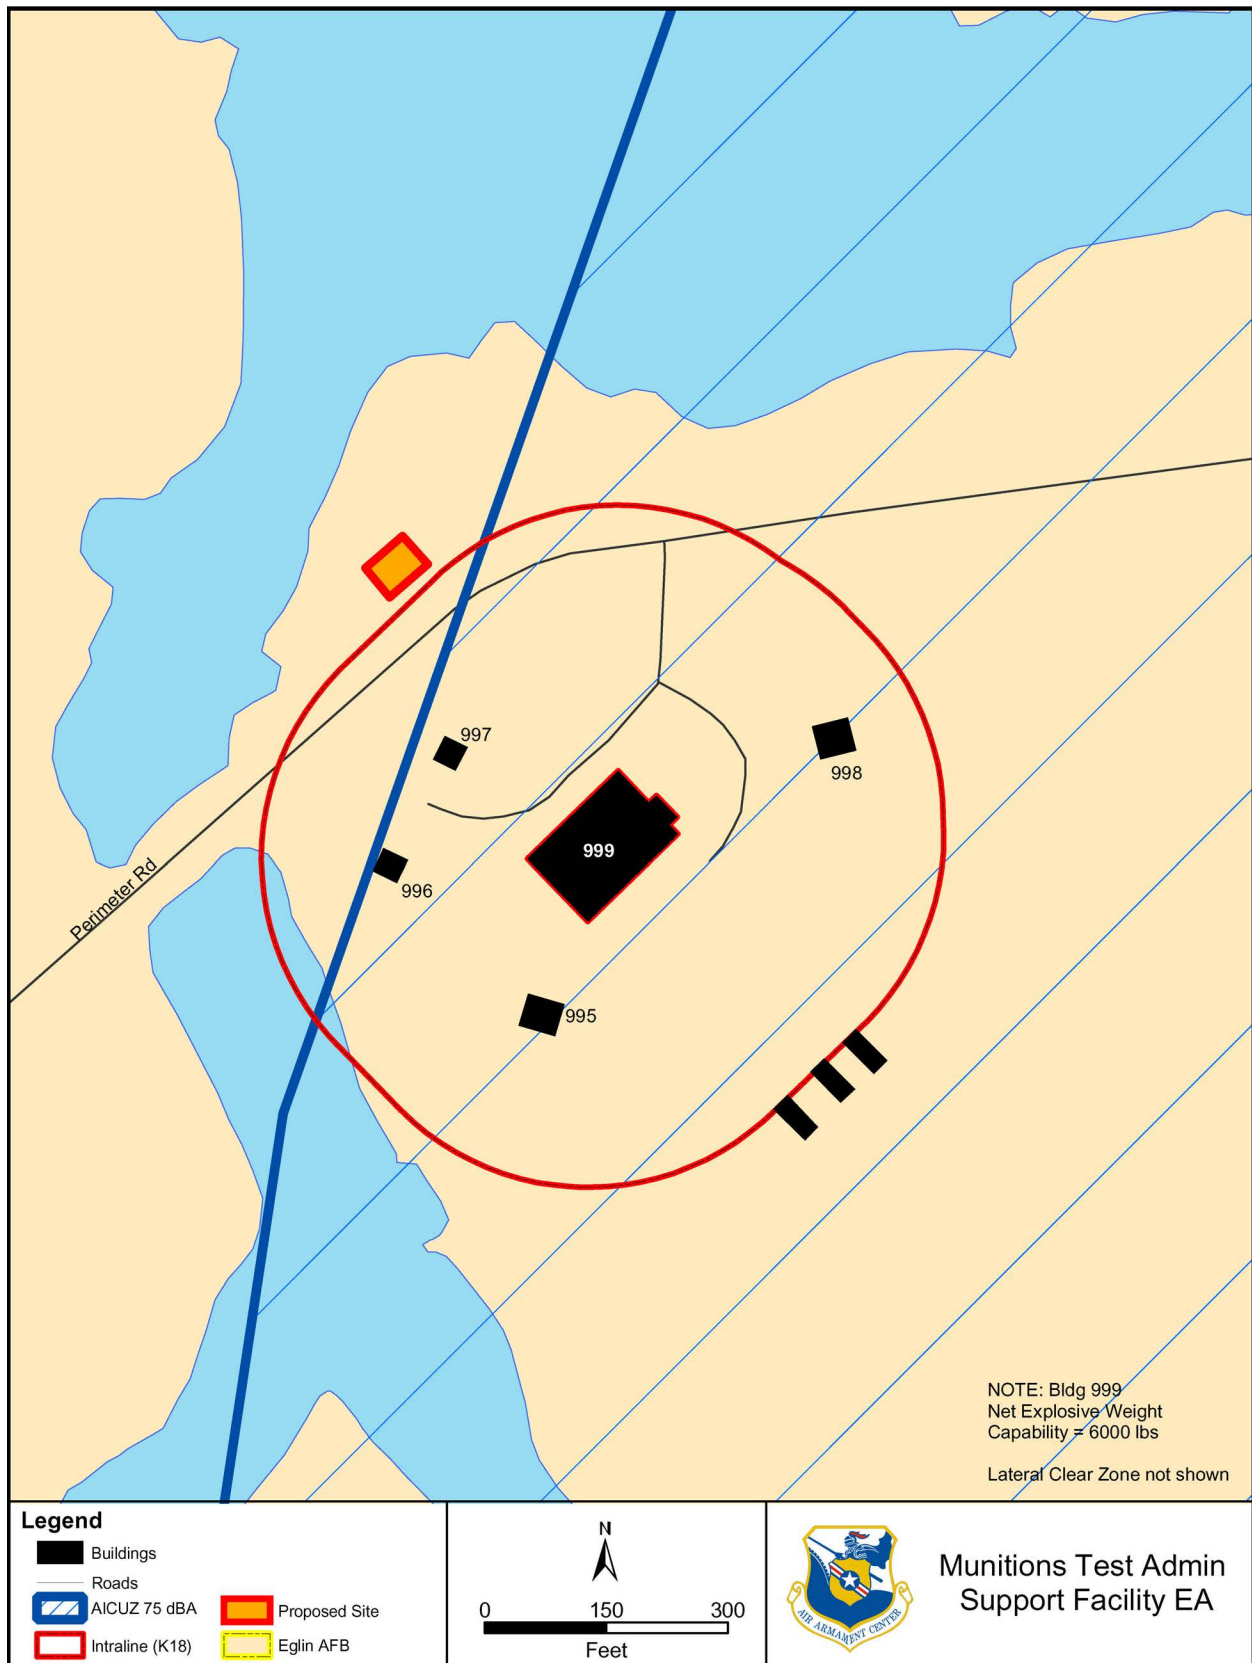 997
998
999
996
Perimeter Rd
995
NOTE: Bldg 999
Net Explosive Weight
Capability = 6000 lbs
Lateral Clear Zone not shown
Legend
Buildings
Roads
AICUZ 75 dBA
Proposed Site
Intraline (K18)
Eglin AFB
N
0 150 300
Feet
AIR ARMAMENT CENTER
Munitions Test Admin
Support Facility EA